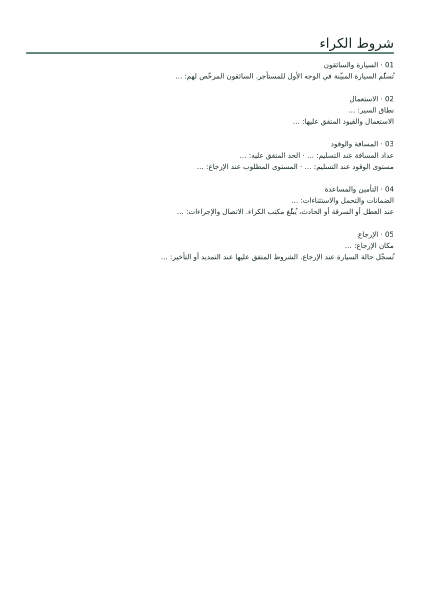 شروط الكراء
01 · السيارة والسائقون
تُسلّم السيارة المبيّنة في الوجه الأول للمستأجر. السائقون المرخّص لهم: ...
02 · الاستعمال
نطاق السير: ...
الاستعمال والقيود المتفق عليها: ...
03 · المسافة والوقود
عداد المسافة عند التسليم: ... · الحد المتفق عليه: ...
مستوى الوقود عند التسليم: ... · المستوى المطلوب عند الإرجاع: ...
04 · التأمين والمساعدة
الضمانات والتحمل والاستثناءات: ...
عند العطل أو السرقة أو الحادث، يُبلّغ مكتب الكراء. الاتصال والإجراءات: ...
05 · الإرجاع
مكان الإرجاع: ...
تُسجّل حالة السيارة عند الإرجاع. الشروط المتفق عليها عند التمديد أو التأخير: ...